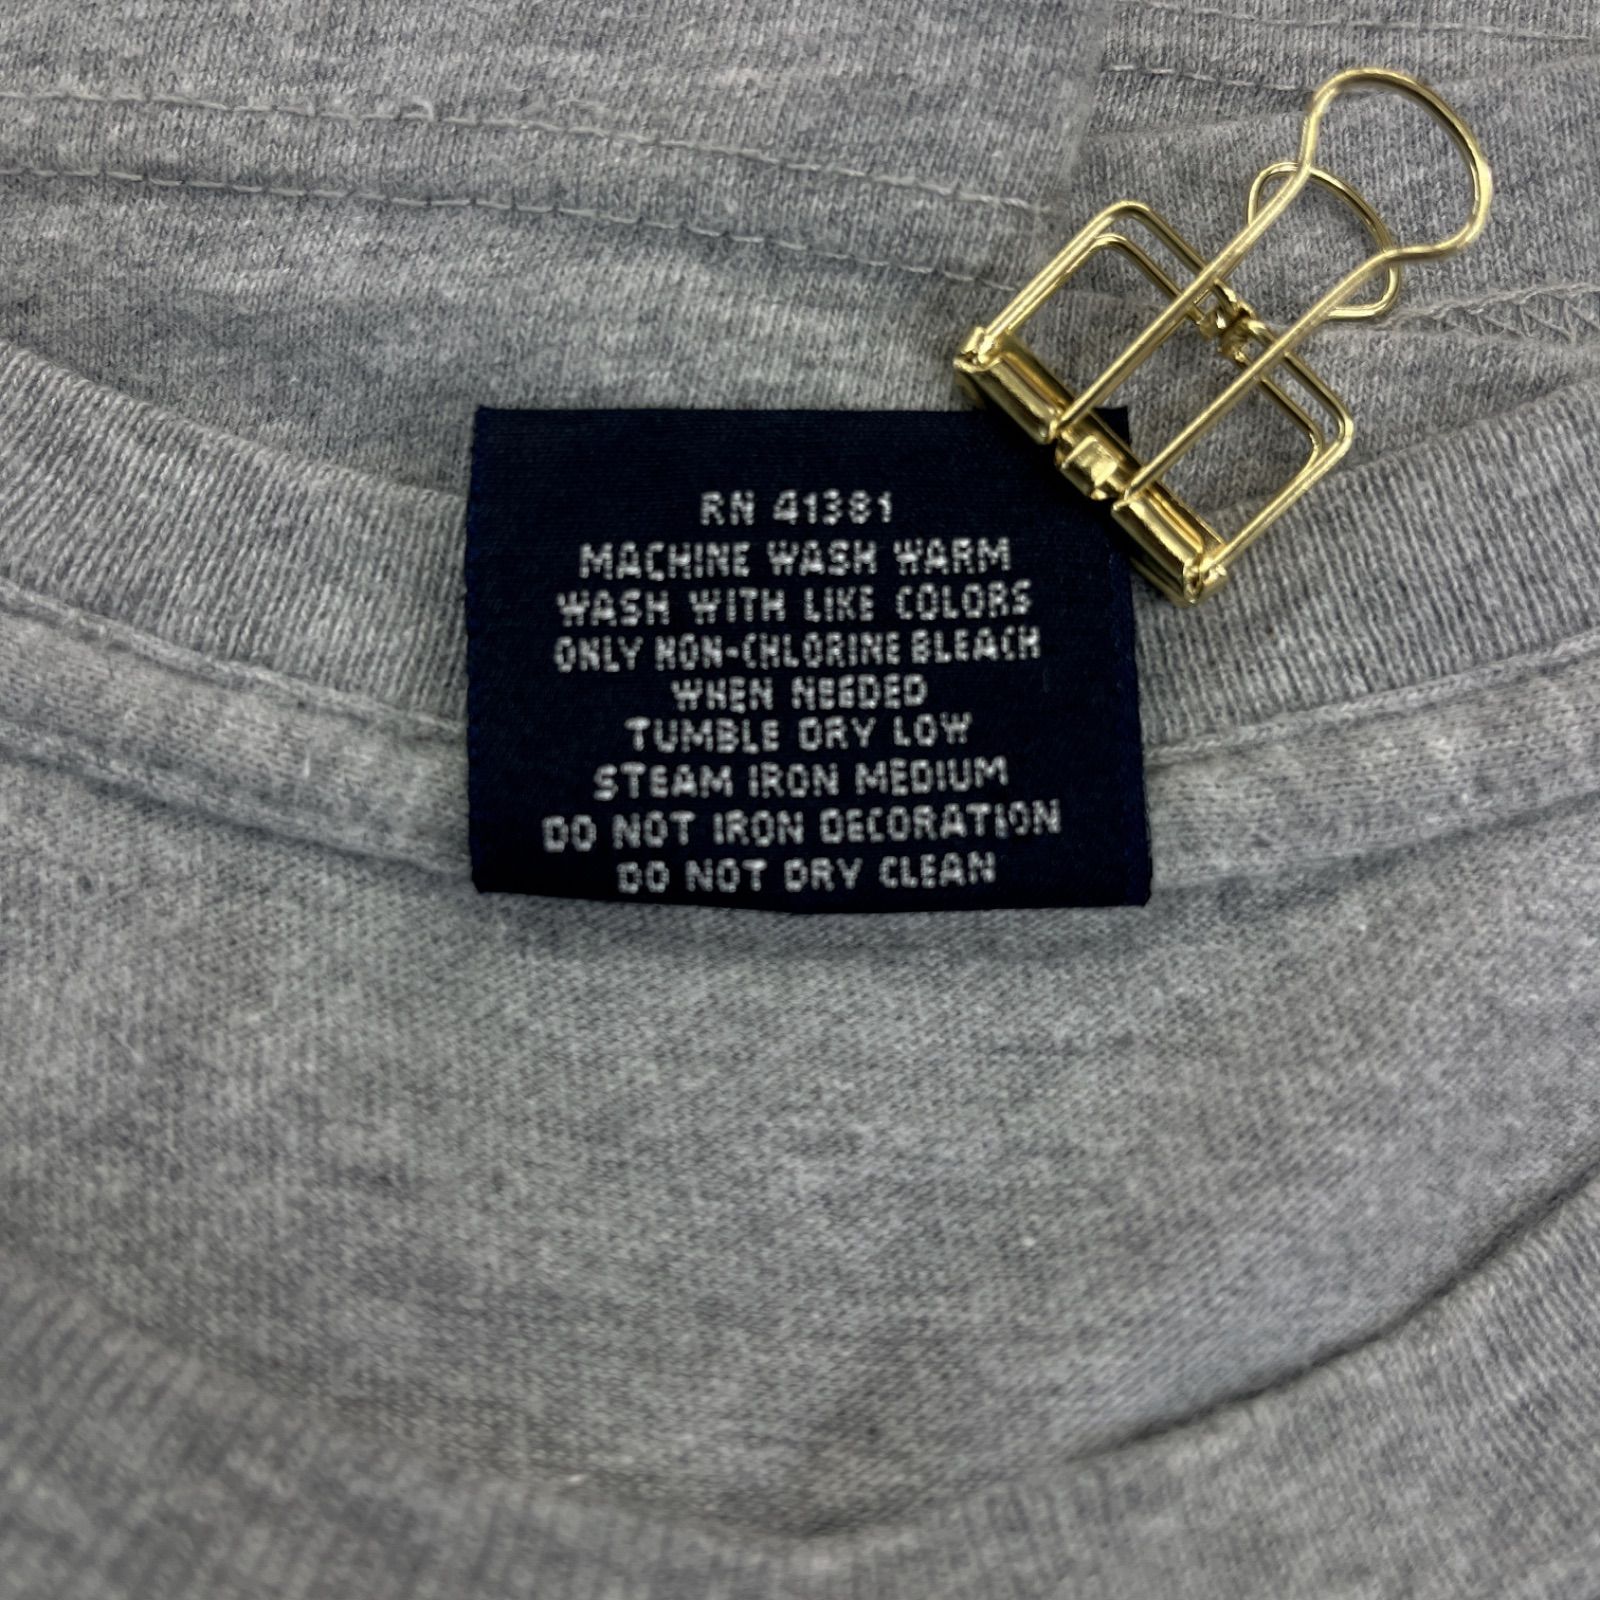 RN 41381
MACHINE WASH WARM
WASH WITH LIKE COLORS
ONLY NON-CHLORINE BLEACH
WHEN NEEDED
TUMBLE DRY LOW
STEAM IRON MEDIUM
DO NOT IRON DECORATION
DO NOT DRY CLEAN